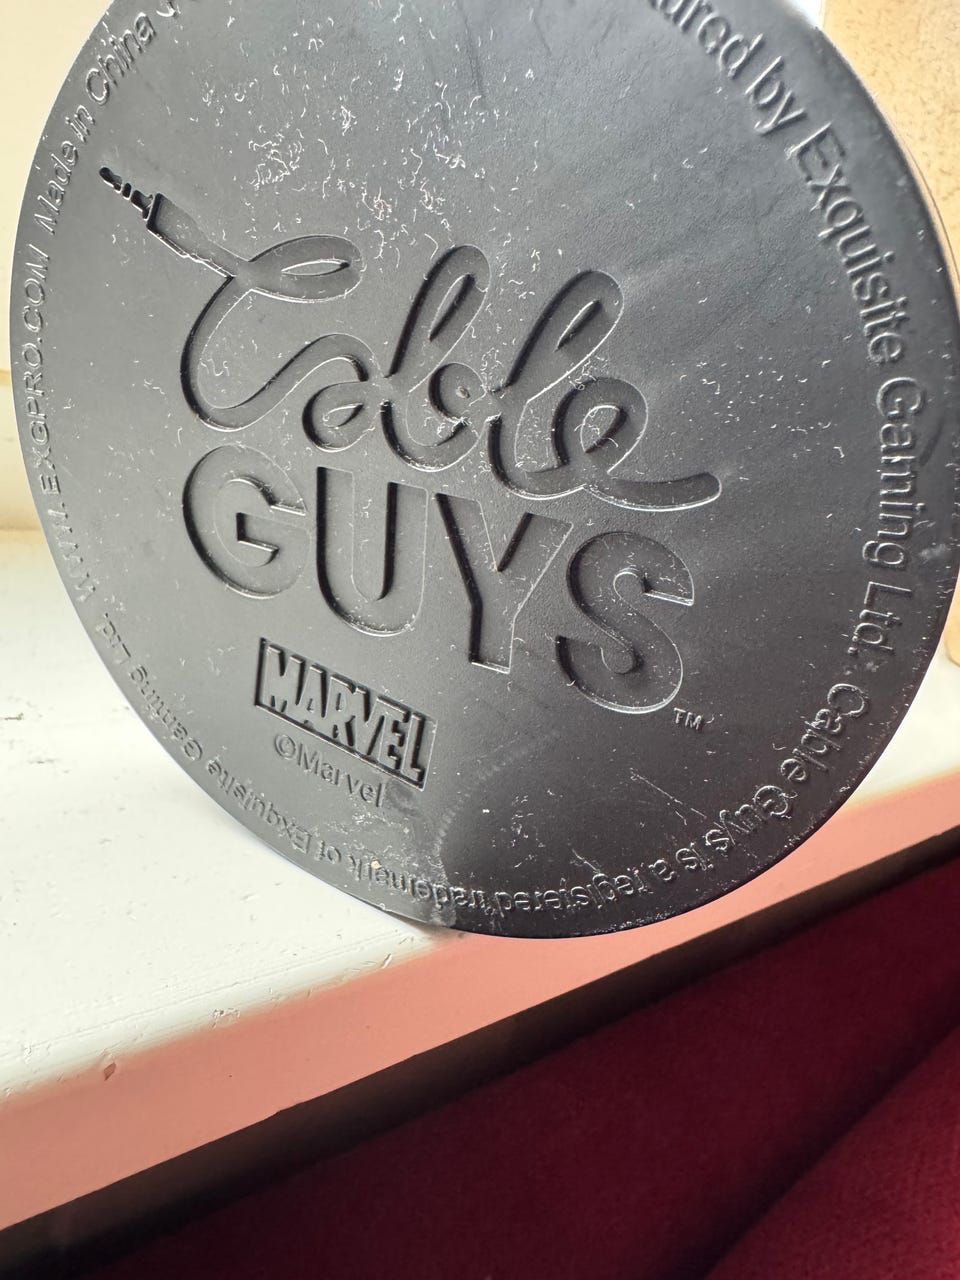 Cable
GUYS
TM
MARVEL
©Marvel
by Exquisite Gaming Ltd. Cable Guys is a registered trademark of Exquisite Gaming Ltd. WWW.EXGPRO.COM Made in China